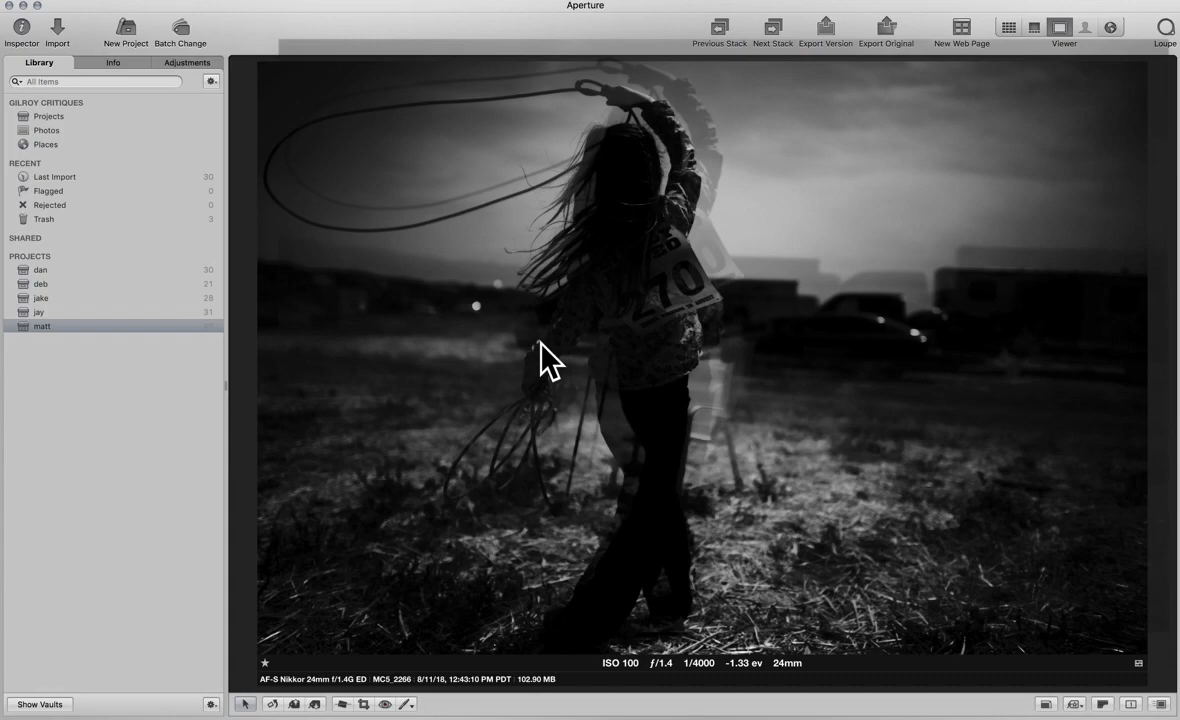 Aperture
Inspector
Import
New Project
Batch Change
Previous Stack
Next Stack
Export Version
Export Original
New Web Page
Viewer
Loupe
Library
Info
Adjustments
All Items
GILROY CRITIQUES
Projects
Photos
Places
RECENT
Last Import 30
Flagged 0
Rejected 0
Trash 3
SHARED
PROJECTS
dan 30
deb 21
jake 28
jay 31
matt
270
ISO 100 ƒ/1.4 1/4000 -1.33 ev 24mm
AF-S Nikkor 24mm f/1.4G ED | MC5_2266 | 8/11/18, 12:43:10 PM PDT | 102.90 MB
Show Vaults